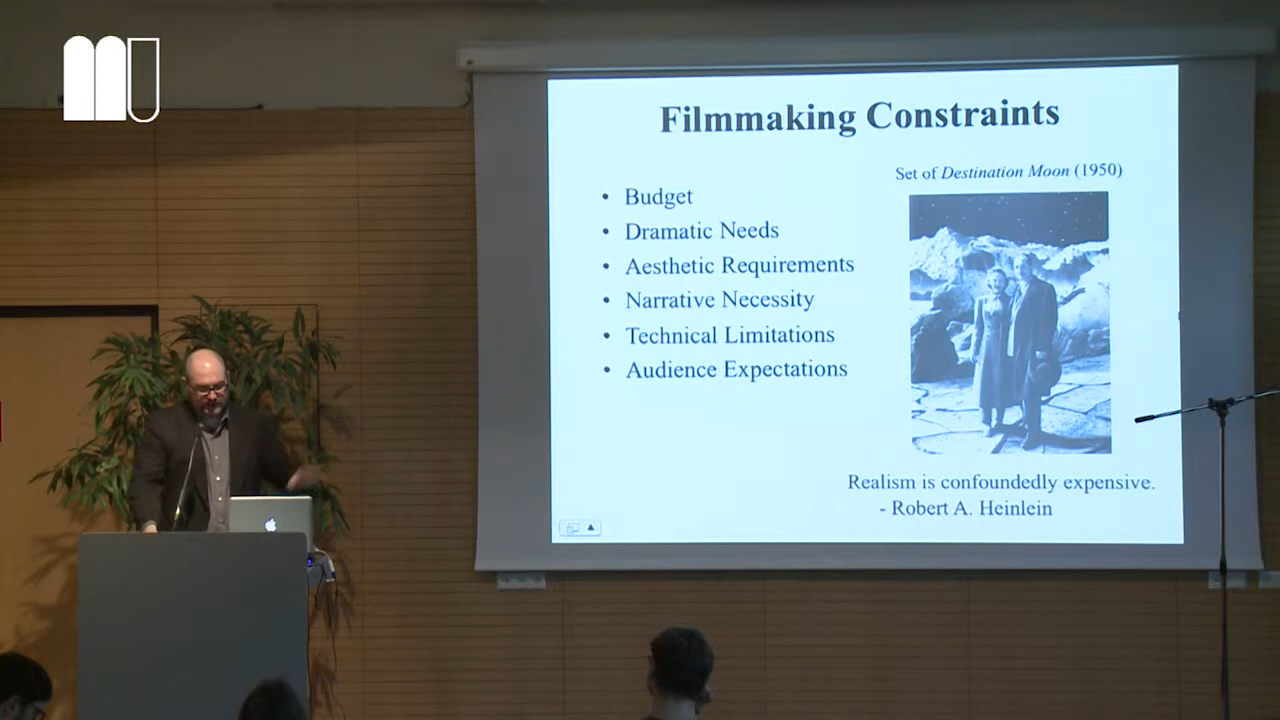 MU
Filmmaking Constraints
Set of Destination Moon (1950)
• Budget
• Dramatic Needs
• Aesthetic Requirements
• Narrative Necessity
• Technical Limitations
• Audience Expectations
Realism is confoundedly expensive.
- Robert A. Heinlein